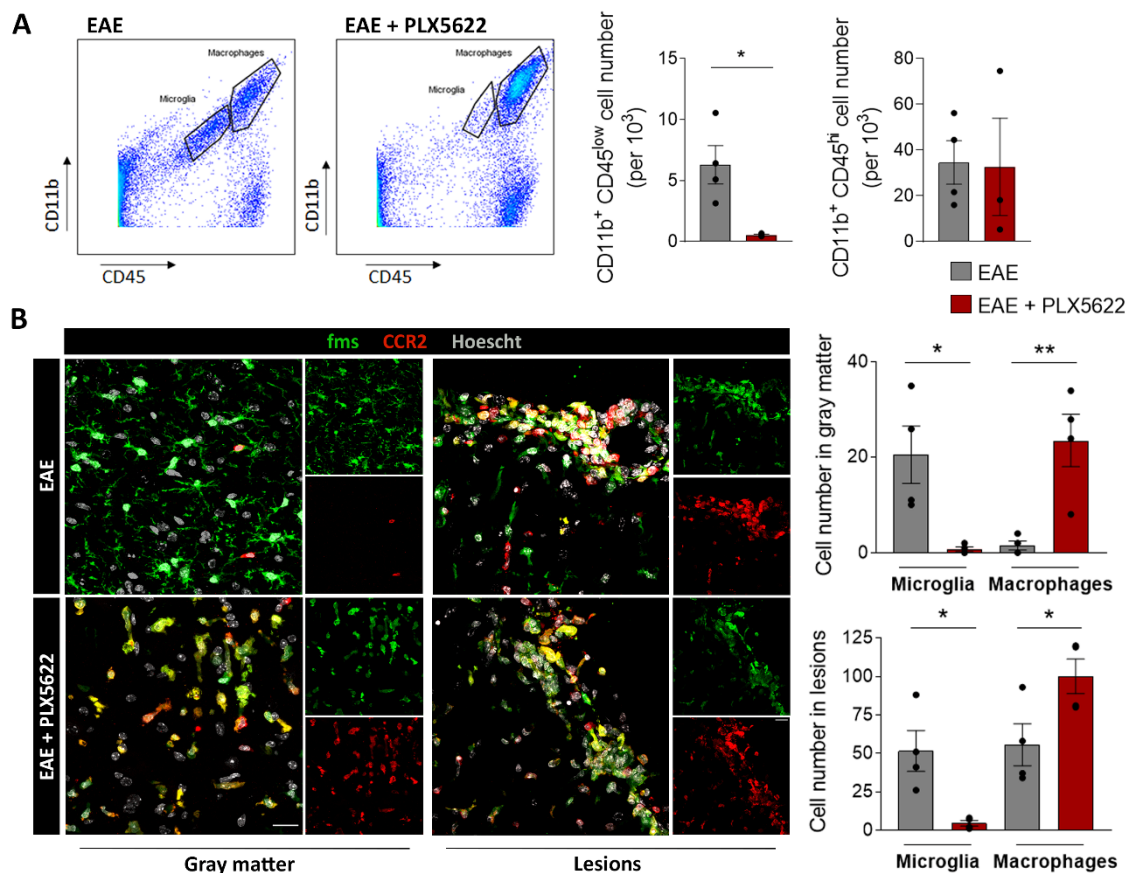 A
EAE
EAE + PLX5622
Macrophages
Microglia
CD11b
CD45
Macrophages
Microglia
CD11b
CD45
CD11b+ CD45low cell number
(per 103)
15
10
5
0
*
CD11b+ CD45hi cell number
(per 103)
80
60
40
20
0
EAE
EAE + PLX5622
B
fms CCR2 Hoescht
EAE
EAE + PLX5622
Gray matter
Lesions
Cell number in gray matter
40
20
0
*
**
Microglia
Macrophages
Cell number in lesions
125
100
75
50
25
0
*
*
Microglia
Macrophages